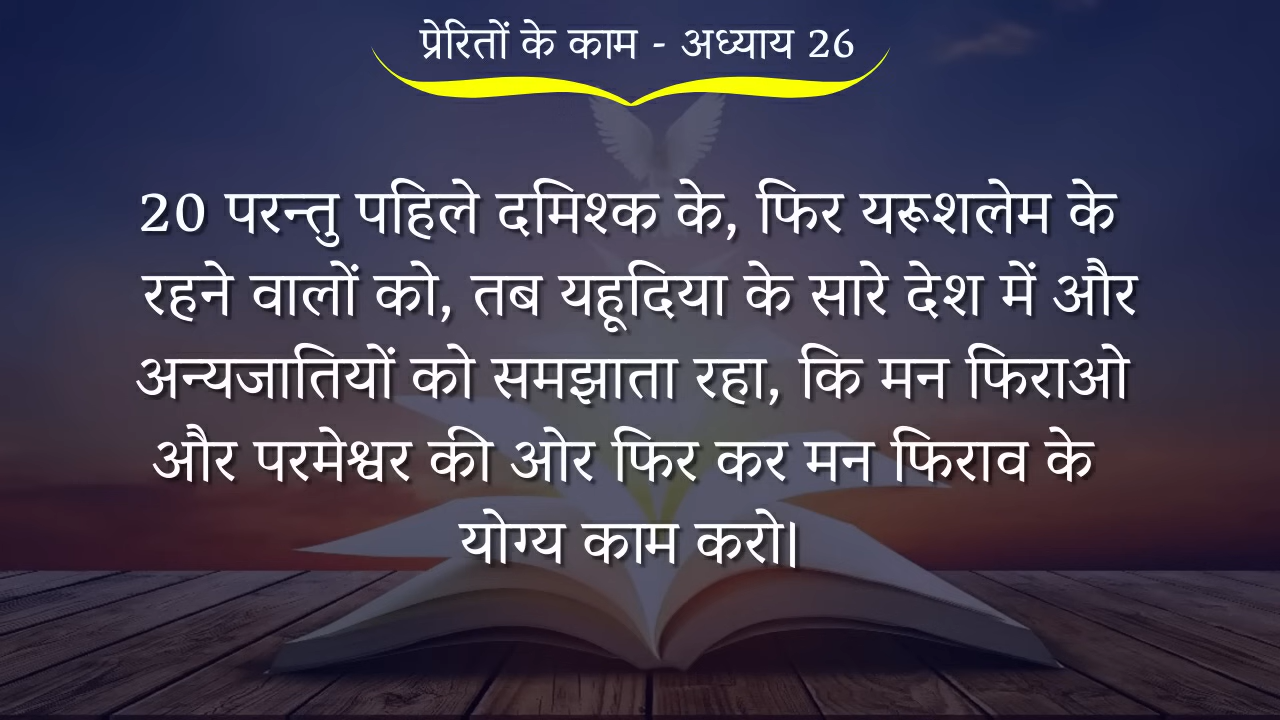 प्रेरितों के काम - अध्याय 26
20 परन्तु पहिले दमिश्क के, फिर यरूशलेम के
रहने वालों को, तब यहूदिया के सारे देश में और
अन्यजातियों को समझाता रहा, कि मन फिराओ
और परमेश्वर की ओर फिर कर मन फिराव के
योग्य काम करो।